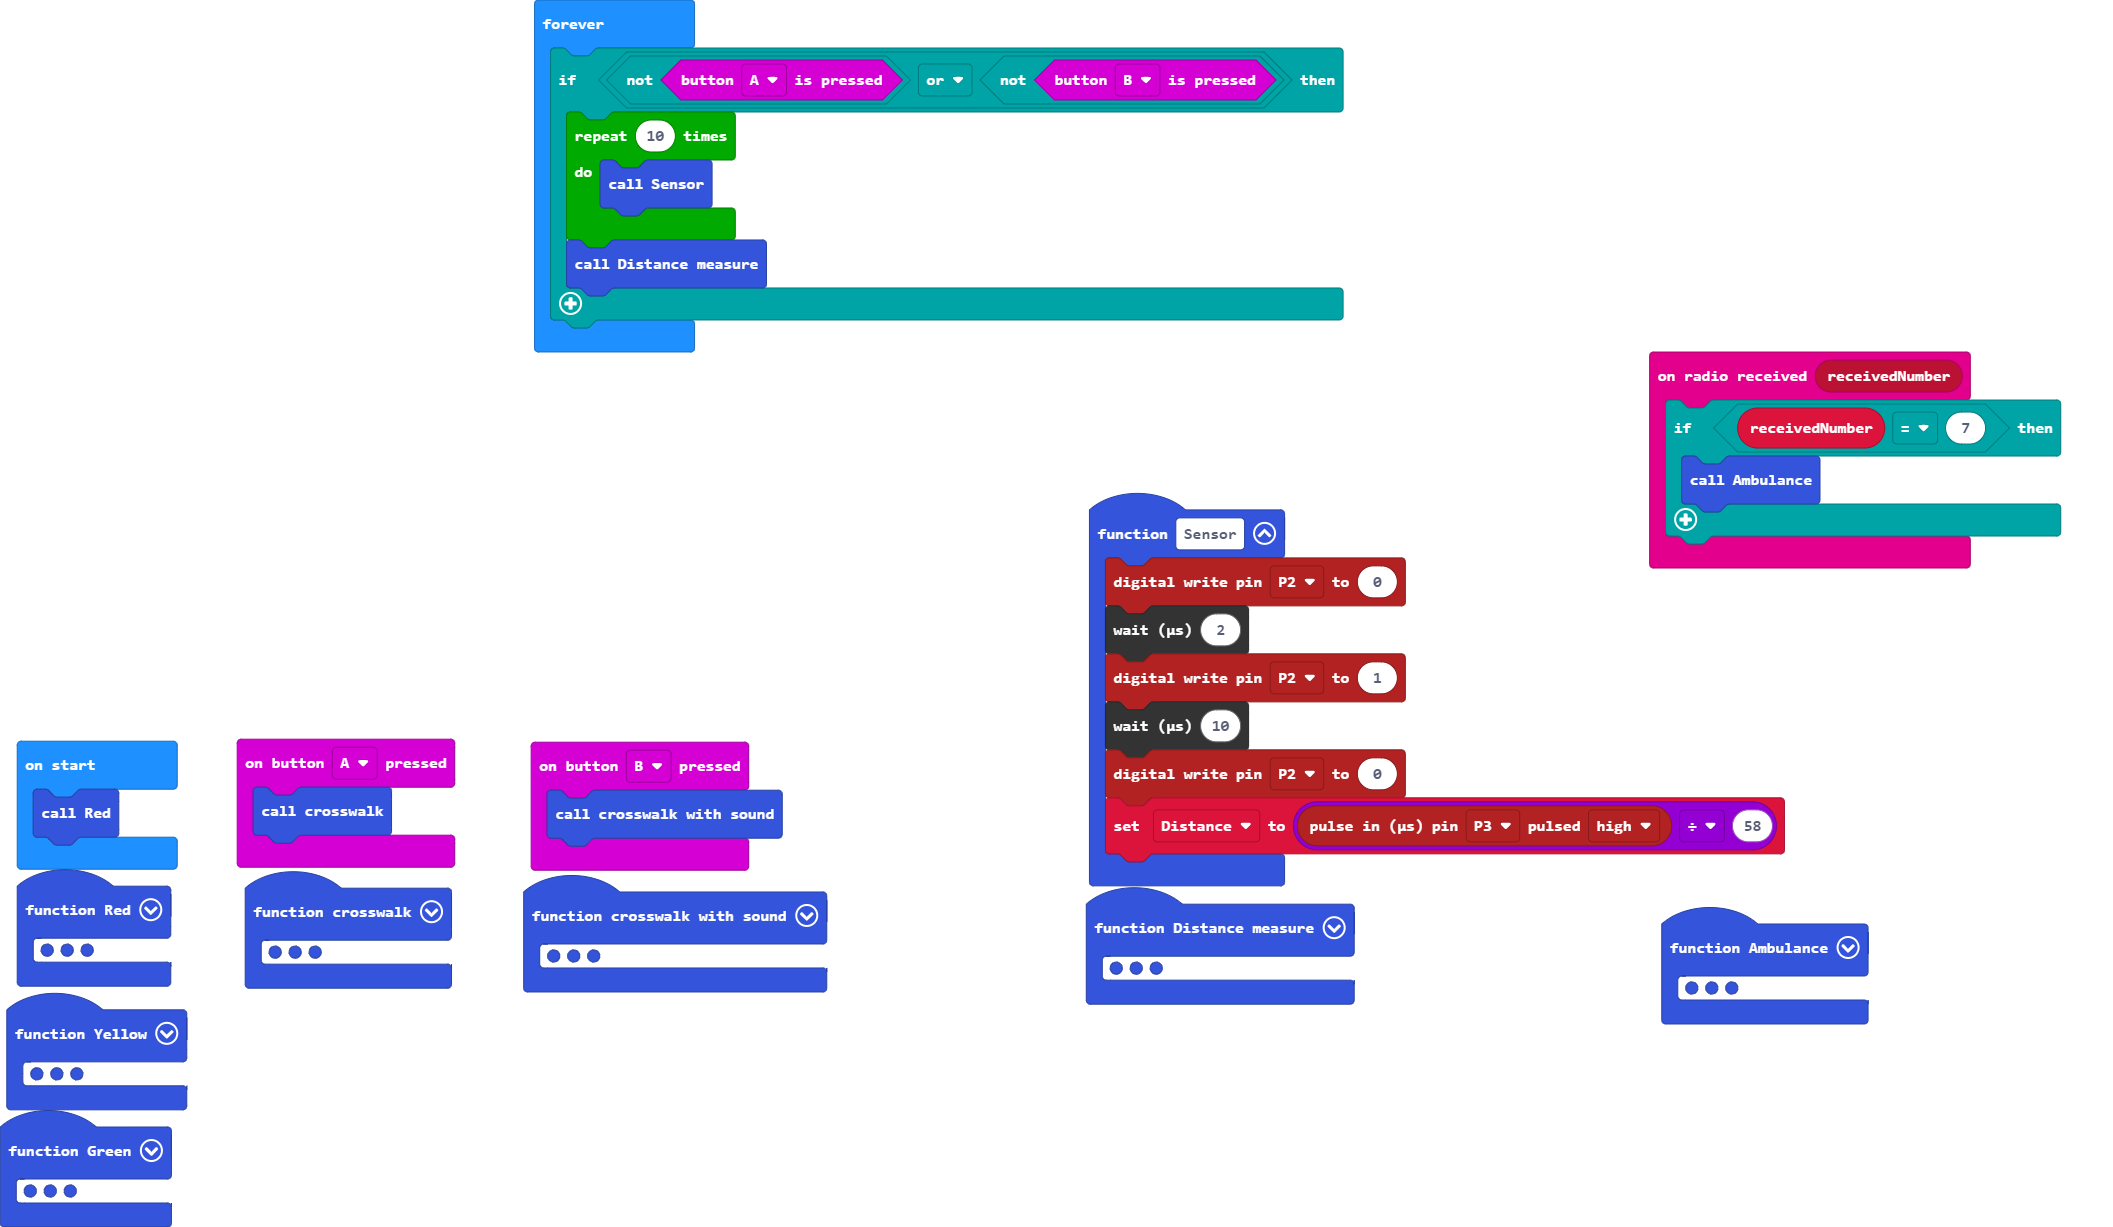 forever
if not button A is pressed or not button B is pressed then
repeat 10 times
do call Sensor
call Distance measure
on radio received receivedNumber
if receivedNumber = 7 then
call Ambulance
function Sensor
digital write pin P2 to 0
wait (µs) 2
digital write pin P2 to 1
wait (µs) 10
digital write pin P2 to 0
set Distance to pulse in (µs) pin P3 pulsed high ÷ 58
on start
call Red
on button A pressed
call crosswalk
on button B pressed
call crosswalk with sound
function Red
function crosswalk
function crosswalk with sound
function Distance measure
function Ambulance
function Yellow
function Green